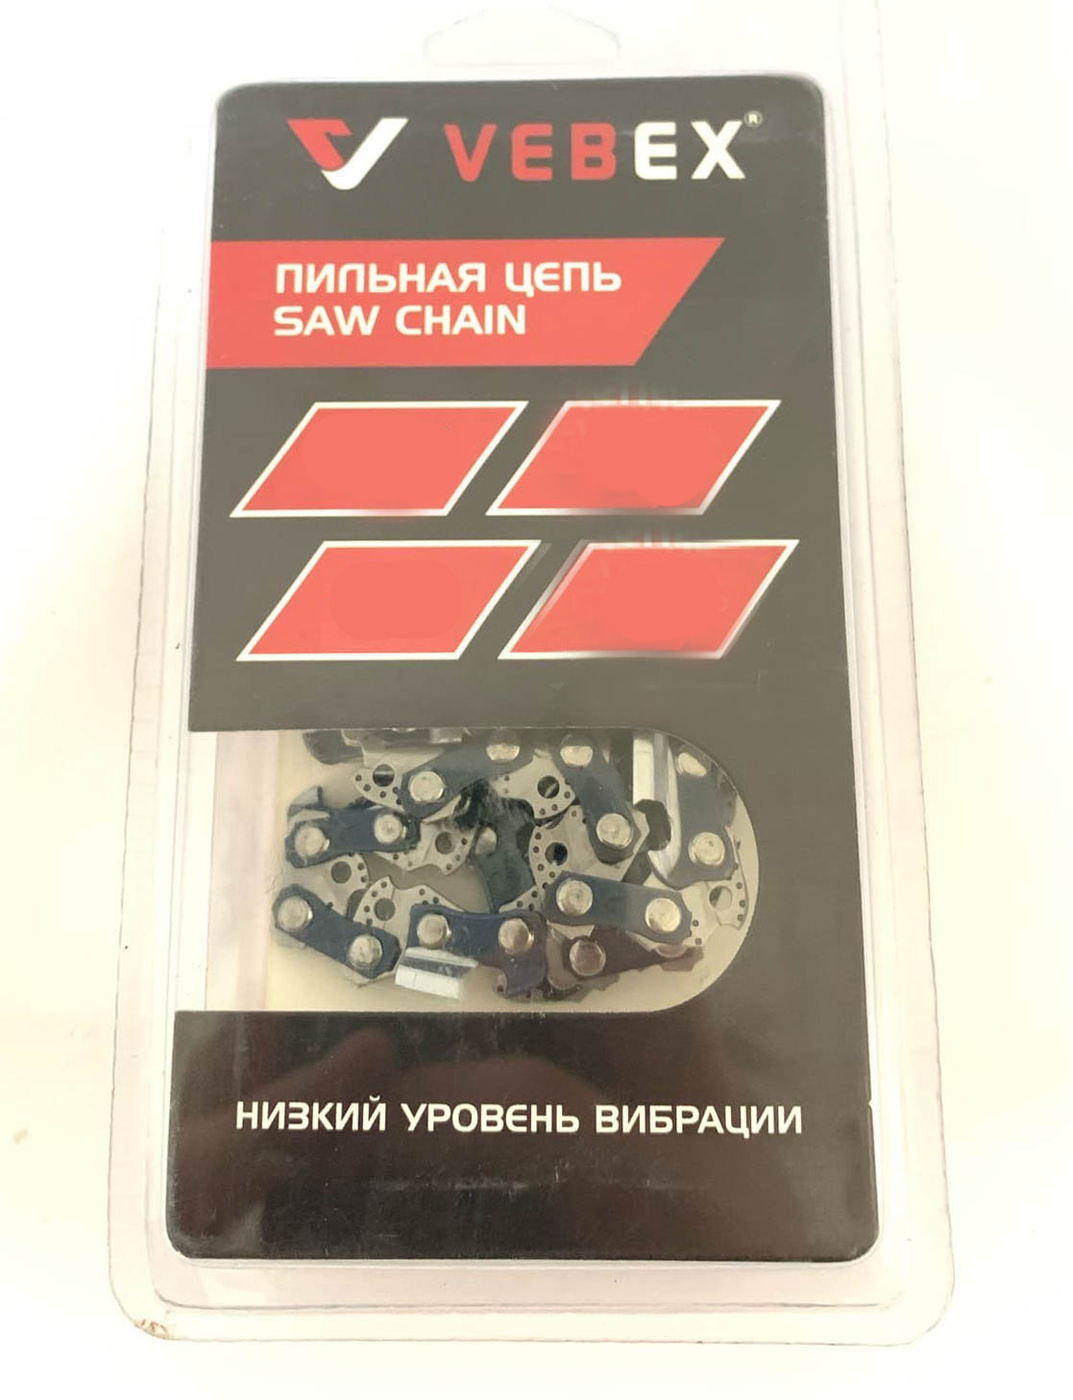 VEBEX®
ПИЛЬНАЯ ЦЕПЬ
SAW CHAIN
НИЗКИЙ УРОВЕНЬ ВИБРАЦИИ